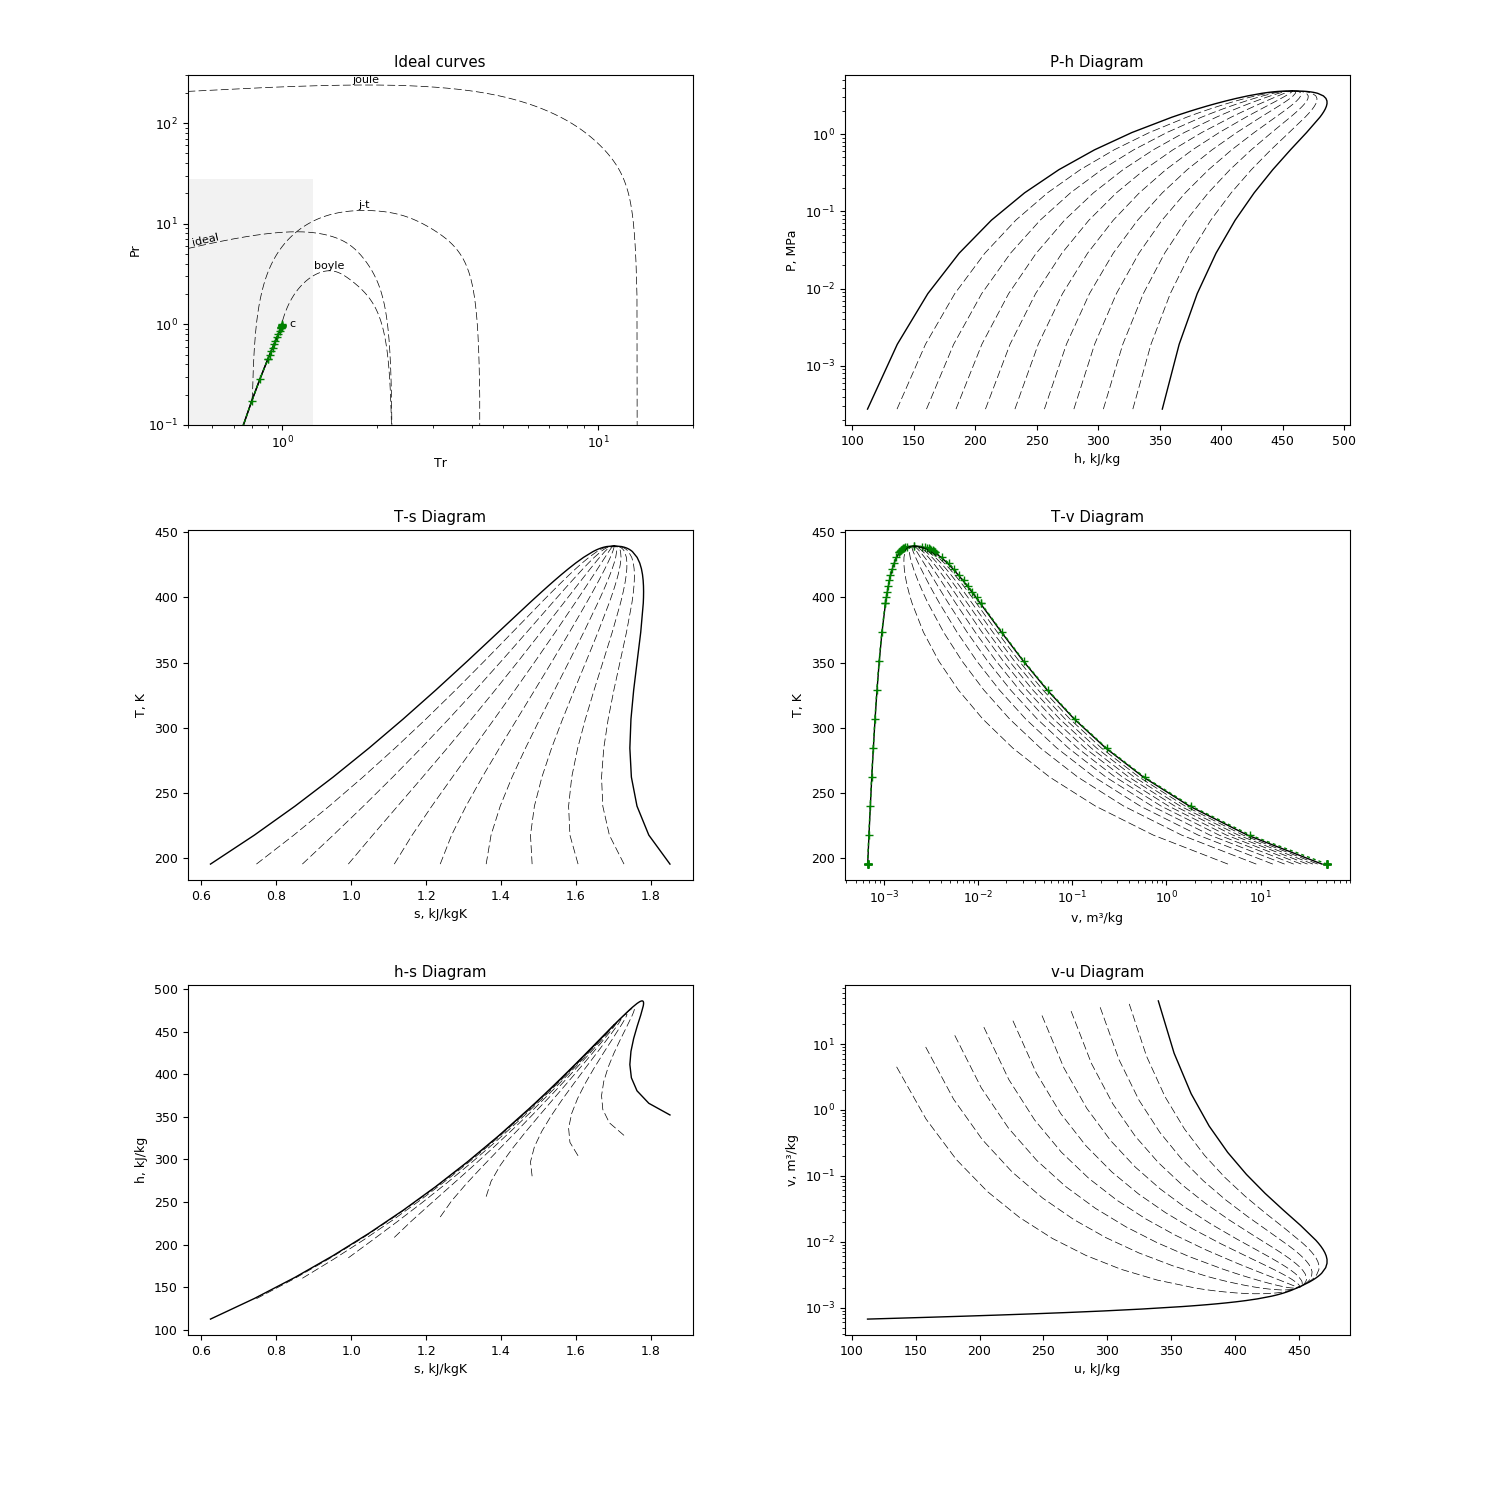 Ideal curves
joule
j-t
ideal
boyle
c
10²
10¹
10⁰
10⁻¹
Pr
10⁰ 10¹
Tr
P-h Diagram
10⁰
10⁻¹
10⁻²
10⁻³
P, MPa
100 150 200 250 300 350 400 450 500
h, kJ/kg
T-s Diagram
450
400
350
300
250
200
T, K
0.6 0.8 1.0 1.2 1.4 1.6 1.8
s, kJ/kgK
T-v Diagram
450
400
350
300
250
200
T, K
10⁻³ 10⁻² 10⁻¹ 10⁰ 10¹
v, m³/kg
h-s Diagram
500
450
400
350
300
250
200
150
100
h, kJ/kg
0.6 0.8 1.0 1.2 1.4 1.6 1.8
s, kJ/kgK
v-u Diagram
10¹
10⁰
10⁻¹
10⁻²
10⁻³
v, m³/kg
100 150 200 250 300 350 400 450
u, kJ/kg